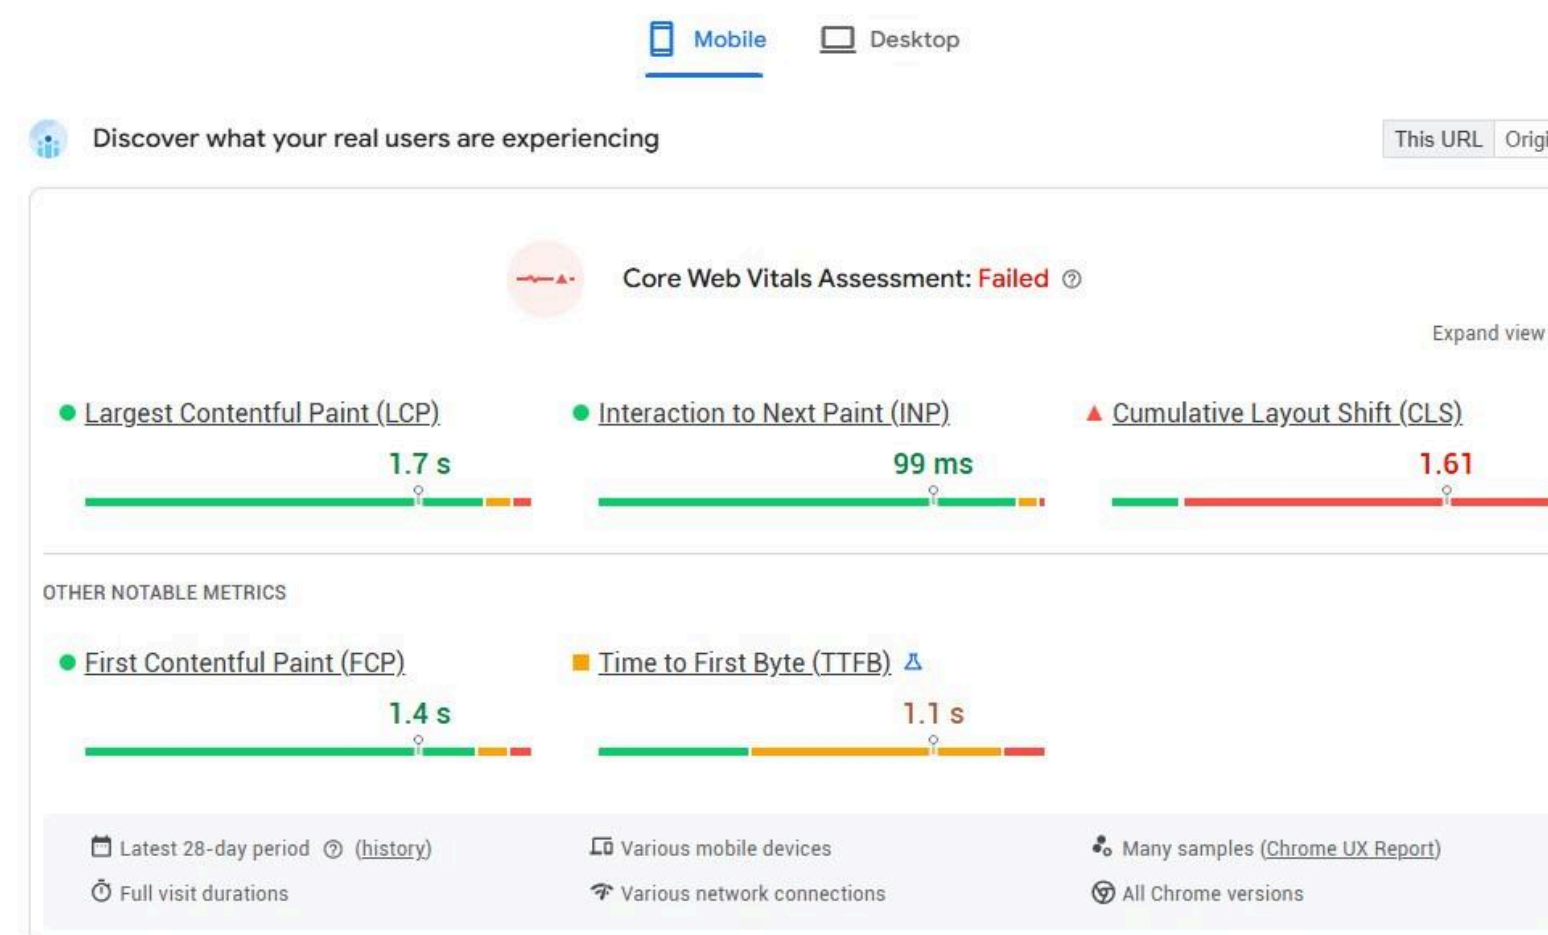 Mobile Desktop
Discover what your real users are experiencing
This URL Origi
Core Web Vitals Assessment: Failed
Expand view
Largest Contentful Paint (LCP) Interaction to Next Paint (INP) Cumulative Layout Shift (CLS)
1.7 s 99 ms 1.61
OTHER NOTABLE METRICS
First Contentful Paint (FCP) Time to First Byte (TTFB)
1.4 s 1.1 s
Latest 28-day period (history) Various mobile devices Many samples (Chrome UX Report)
Full visit durations Various network connections All Chrome versions